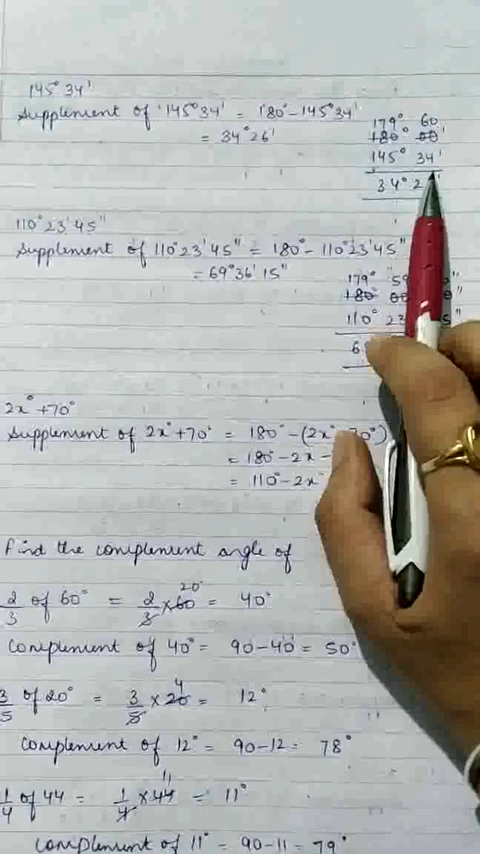 145° 34'
Supplement of 145°34' = 180° - 145°34'
= 34°26'
179° 60
180° 00'
145° 34'
34° 2
110° 23' 45"
Supplement of 110°23'45" = 180° - 110°23'45"
= 69°36'15"
179° 59
180° 00
110° 23
6
2x° + 70°
Supplement of 2x° + 70° = 180° - (2x° 70°)
= 180° - 2x -
= 110° - 2x°
Find the complement angle of
2/3 of 60° = 2/3 × 60 20 = 40°
Complement of 40° = 90 - 40 = 50°
3/5 of 20° = 3/5 × 20 4 = 12°
Complement of 12° = 90 - 12 = 78°
1/4 of 44 = 1/4 × 44 11 = 11°
Complement of 11° = 90 - 11 = 79°